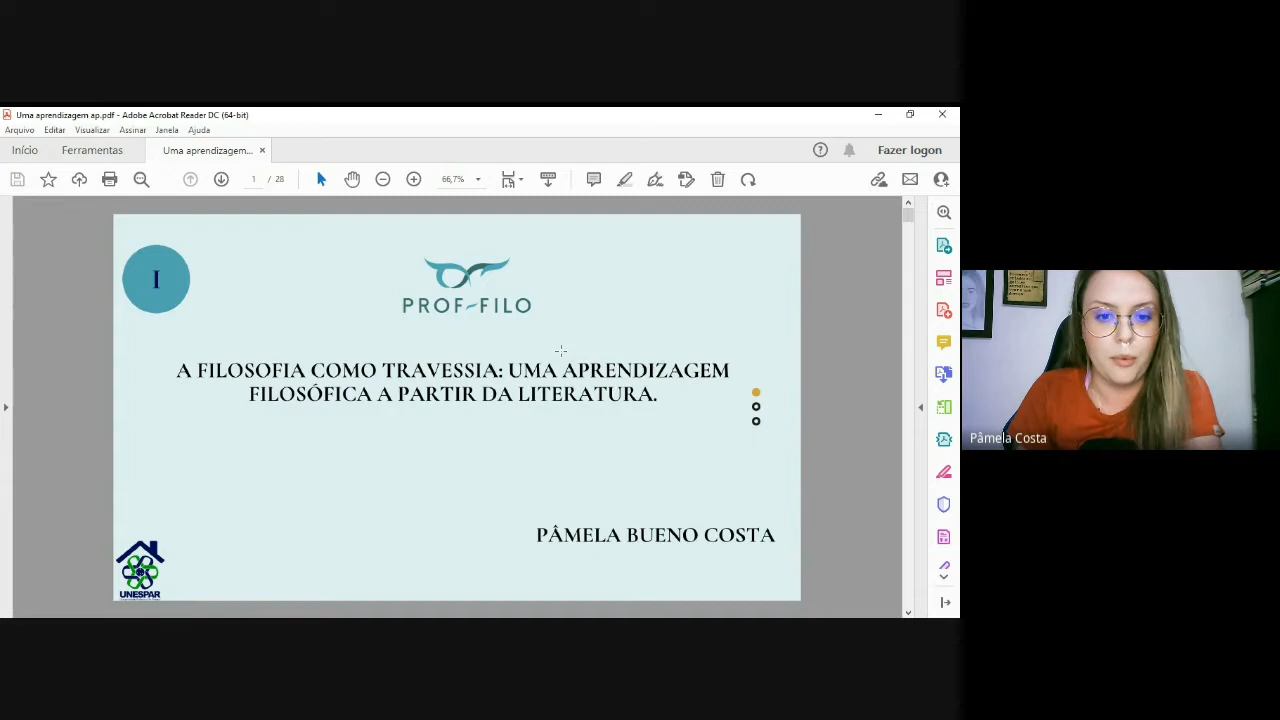 Uma aprendizagem ap.pdf - Adobe Acrobat Reader DC (64-bit)
Arquivo Editar Visualizar Assinar Janela Ajuda
Início Ferramentas Uma aprendizagem... × Fazer logon
1 / 28 66,7%
I
PROF-FILO
A FILOSOFIA COMO TRAVESSIA: UMA APRENDIZAGEM
FILOSÓFICA A PARTIR DA LITERATURA.
PÂMELA BUENO COSTA
UNESPAR
Pâmela Costa